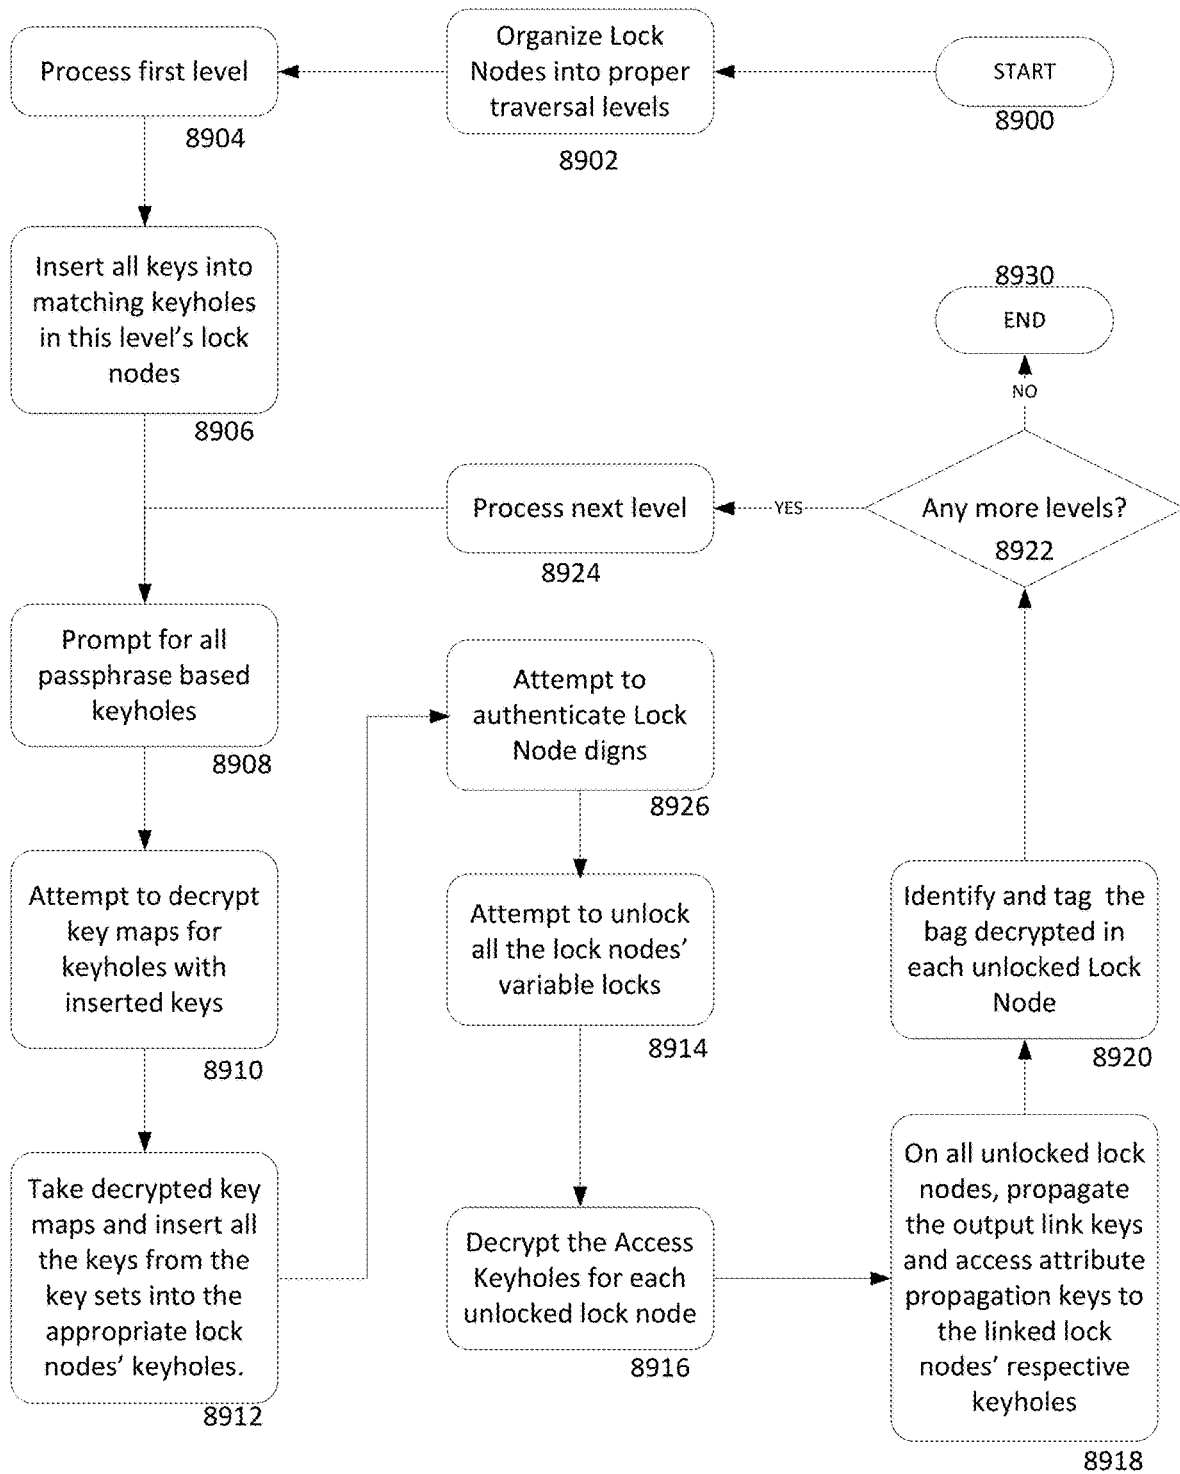 START
8900
Organize Lock
Nodes into proper
traversal levels
8902
Process first level
8904
Insert all keys into
matching keyholes
in this level's lock
nodes
8906
Prompt for all
passphrase based
keyholes
8908
Attempt to decrypt
key maps for
keyholes with
inserted keys
8910
Take decrypted key
maps and insert all
the keys from the
key sets into the
appropriate lock
nodes' keyholes.
8912
Attempt to
authenticate Lock
Node digns
8926
Attempt to unlock
all the lock nodes'
variable locks
8914
Decrypt the Access
Keyholes for each
unlocked lock node
8916
On all unlocked lock
nodes, propagate
the output link keys
and access attribute
propagation keys to
the linked lock
nodes' respective
keyholes
8918
Identify and tag the
bag decrypted in
each unlocked Lock
Node
8920
Any more levels?
8922
YES
Process next level
8924
NO
8930
END